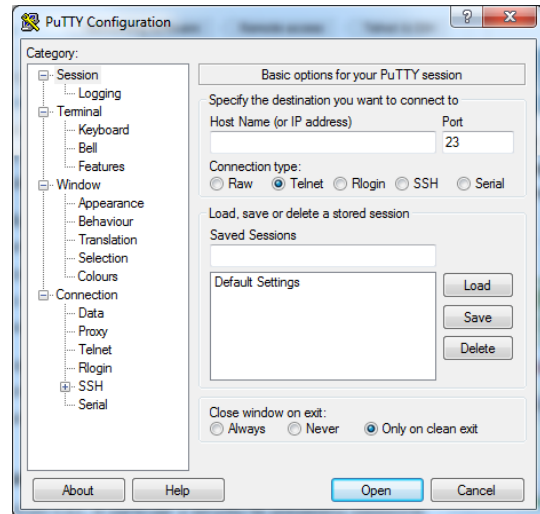 PuTTY Configuration
?
X
Category:
Session
Logging
Terminal
Keyboard
Bell
Features
Window
Appearance
Behaviour
Translation
Selection
Colours
Connection
Data
Proxy
Telnet
Rlogin
SSH
Serial
Basic options for your PuTTY session
Specify the destination you want to connect to
Host Name (or IP address) Port
23
Connection type:
Raw Telnet Rlogin SSH Serial
Load, save or delete a stored session
Saved Sessions
Default Settings
Load
Save
Delete
Close window on exit:
Always Never Only on clean exit
About Help Open Cancel